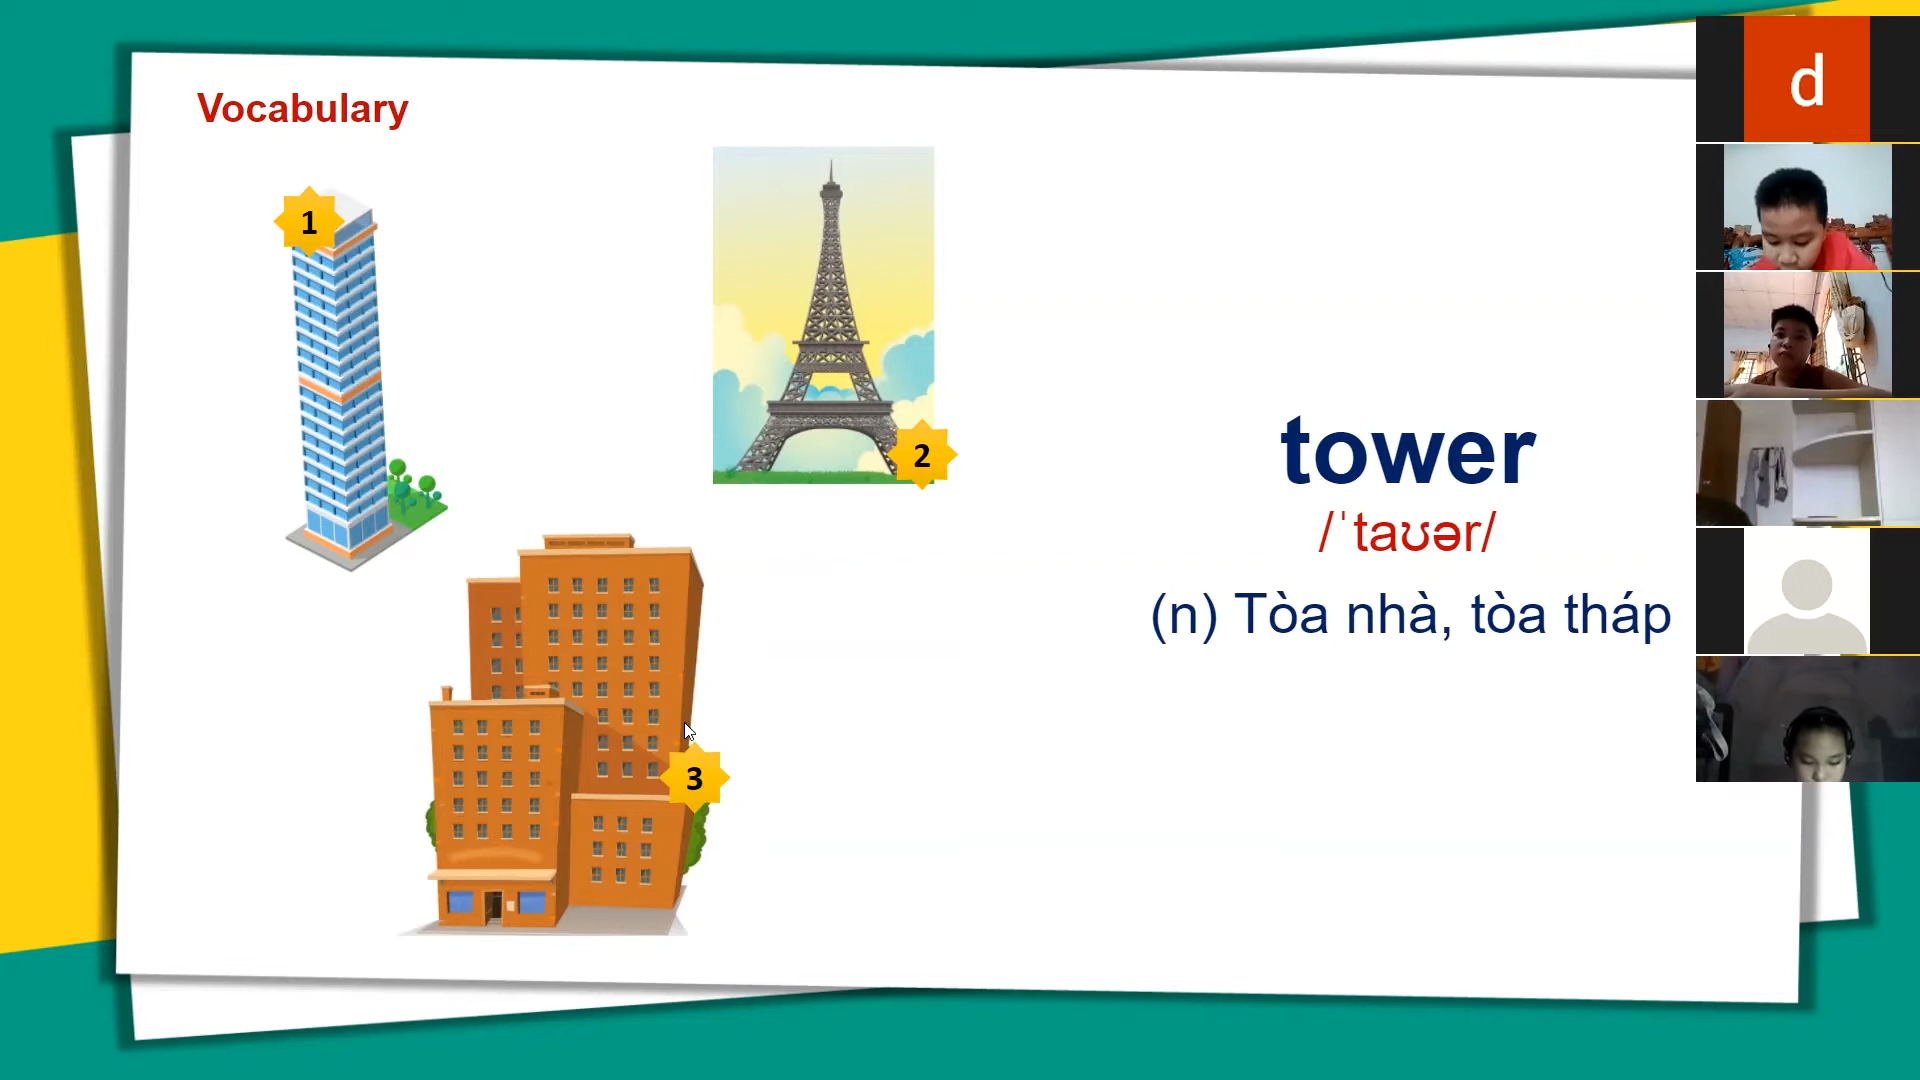 Vocabulary
1
2
3
tower
/ˈtaʊər/
(n) Tòa nhà, tòa tháp
d